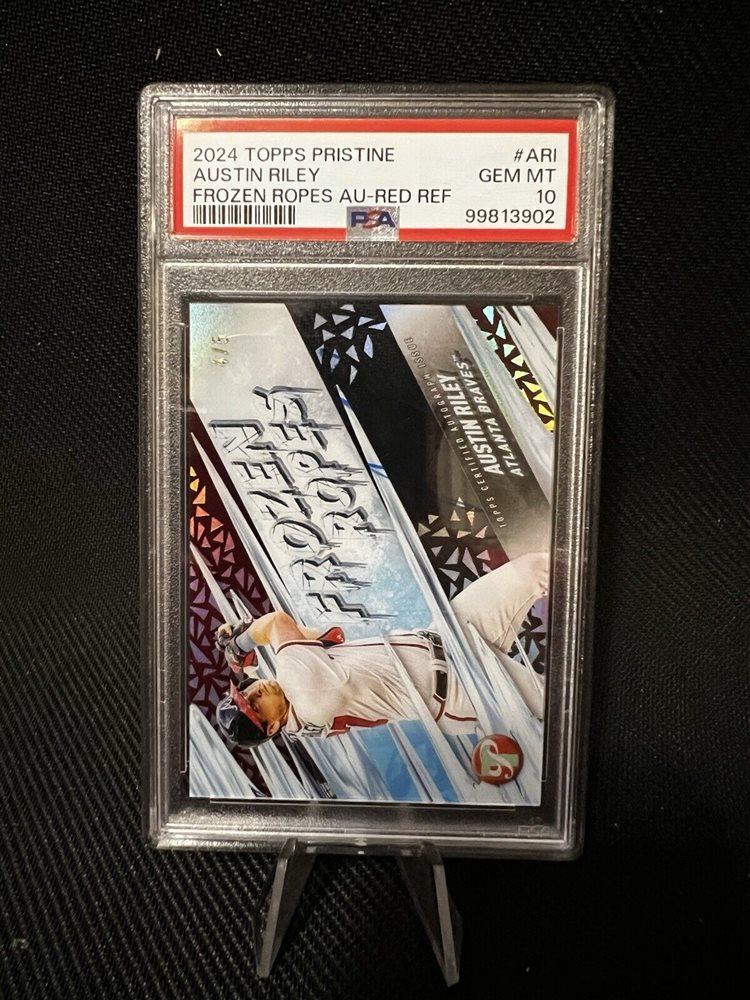 2024 TOPPS PRISTINE #ARI
AUSTIN RILEY GEM MT
FROZEN ROPES AU-RED REF 10
PSA 99813902
FROZEN
ROPES
TOPPS CERTIFIED AUTOGRAPH ISSUE
AUSTIN RILEY
ATLANTA BRAVES